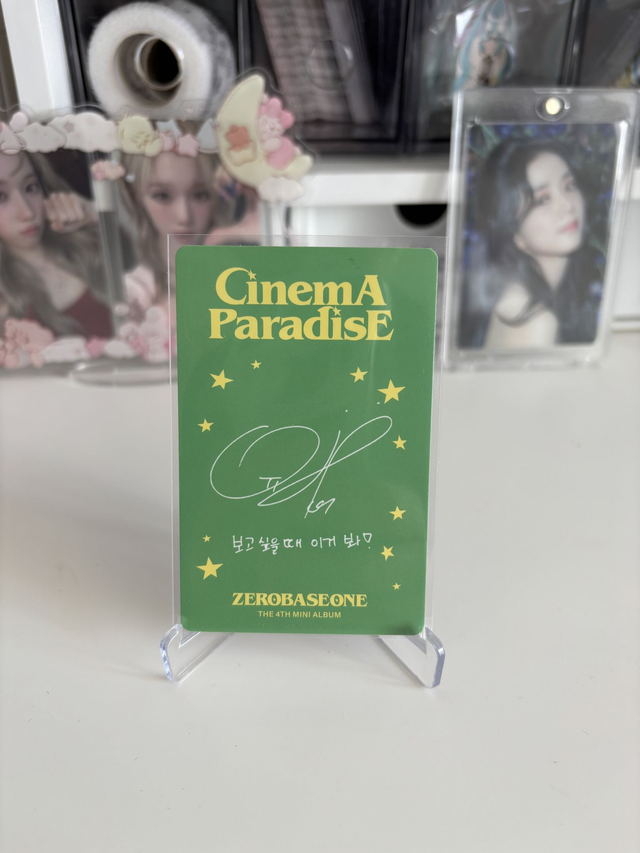 CinemA
ParadisE
보고싶을때 이거 봐♡
ZEROBASEONE
THE 4TH MINI ALBUM